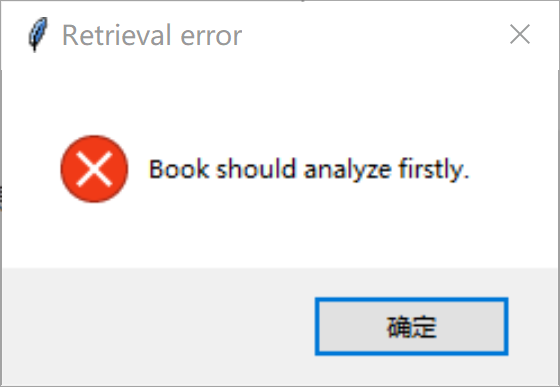 Retrieval error
Book should analyze firstly.
确定